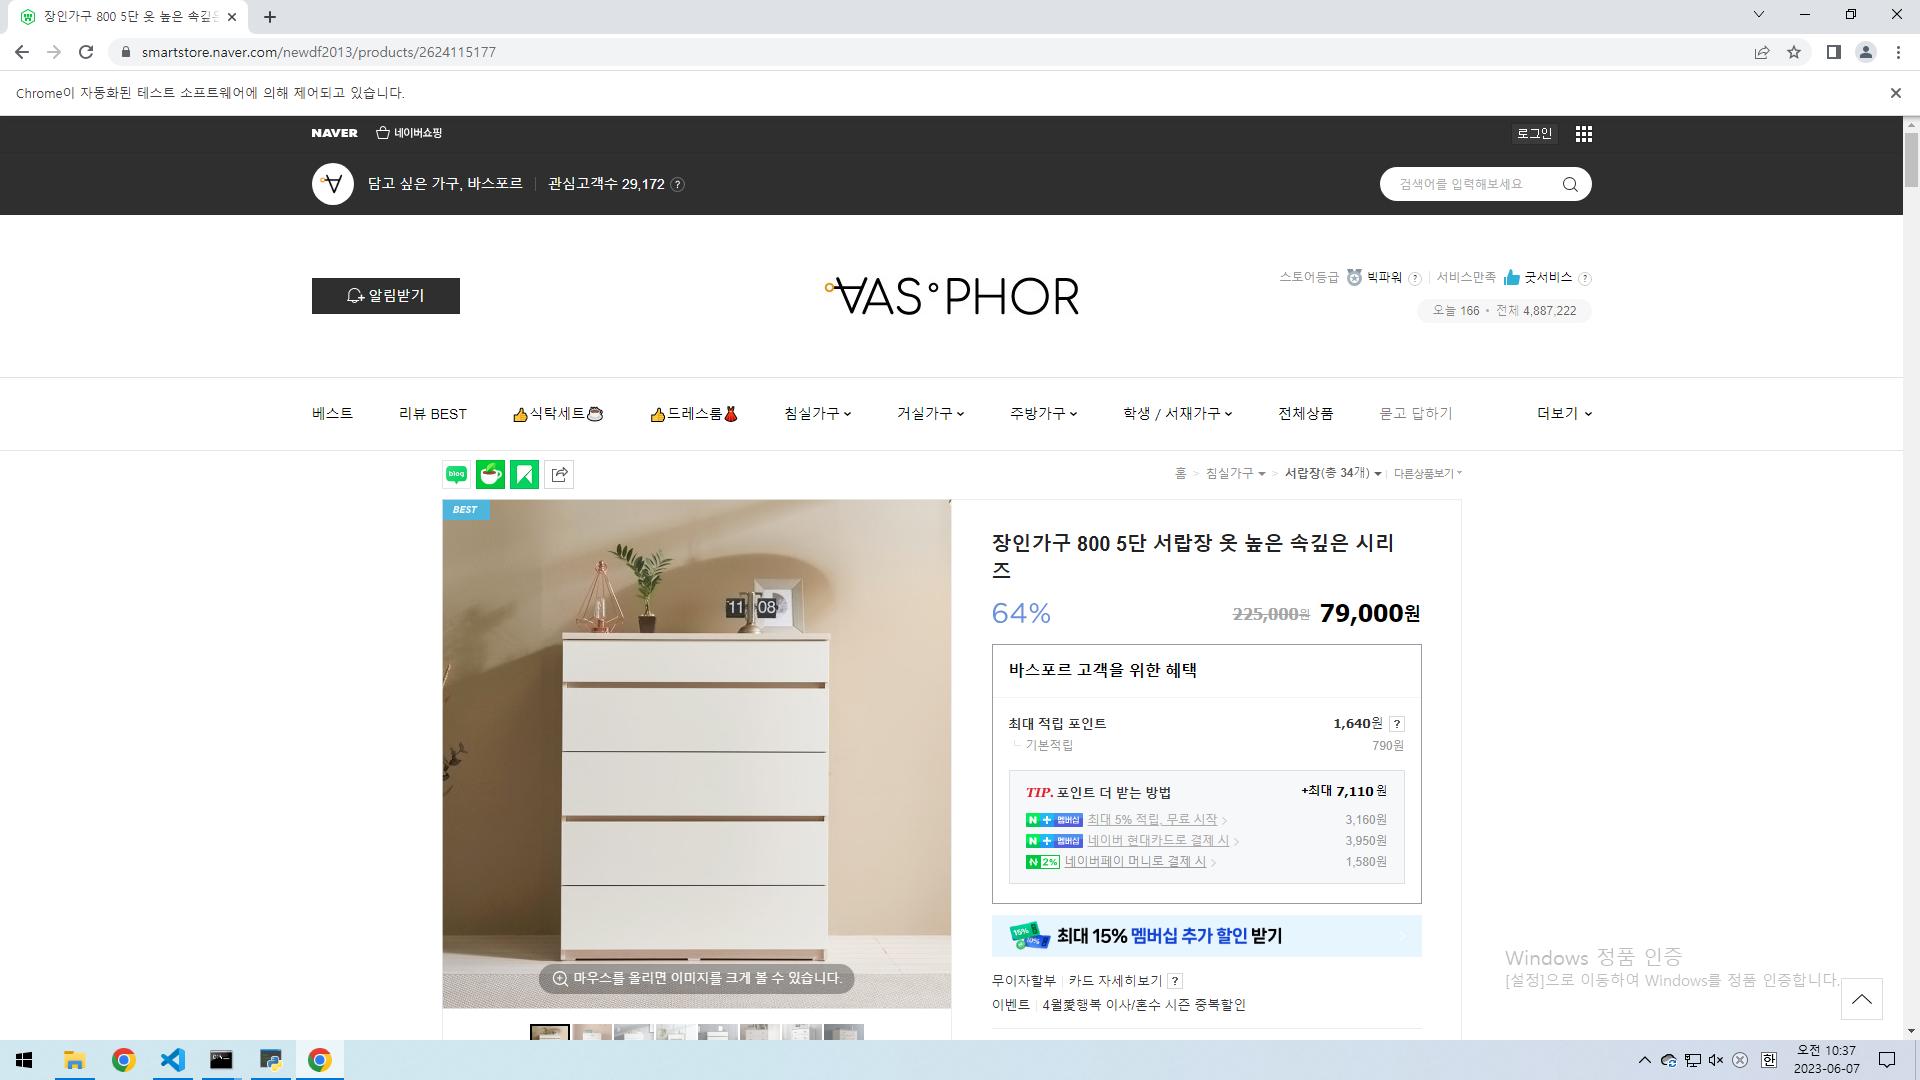 장인가구 800 5단 옷 높은 속깊은
smartstore.naver.com/newdf2013/products/2624115177
Chrome이 자동화된 테스트 소프트웨어에 의해 제어되고 있습니다.
NAVER 네이버쇼핑 로그인
담고 싶은 가구, 바스포르 관심고객수 29,172 ? 검색어를 입력해보세요
알림받기
VAS°PHOR
스토어등급 빅파워 ? 서비스만족 굿서비스 ?
오늘 166 • 전체 4,887,222
베스트 리뷰 BEST 👍식탁세트☕ 👍드레스룸💃 침실가구 거실가구 주방가구 학생 / 서재가구 전체상품 묻고 답하기 더보기
blog 홈 > 침실가구 > 서랍장(총 34개) 다른상품보기
BEST
11 08
마우스를 올리면 이미지를 크게 볼 수 있습니다.
장인가구 800 5단 서랍장 옷 높은 속깊은 시리
즈
64% 225,000원 79,000원
바스포르 고객을 위한 혜택
최대 적립 포인트 1,640원 ?
기본적립 790원
TIP. 포인트 더 받는 방법 +최대 7,110 원
N + 멤버십 최대 5% 적립, 무료 시작 > 3,160원
N + 멤버십 네이버 현대카드로 결제 시 > 3,950원
N 2% 네이버페이 머니로 결제 시 > 1,580원
15% 10% 최대 15% 멤버십 추가 할인 받기
무이자할부 카드 자세히보기 ?
이벤트 4월愛행복 이사/혼수 시즌 중복할인
Windows 정품 인증
[설정]으로 이동하여 Windows를 정품 인증합니다.
한 오전 10:37
2023-06-07